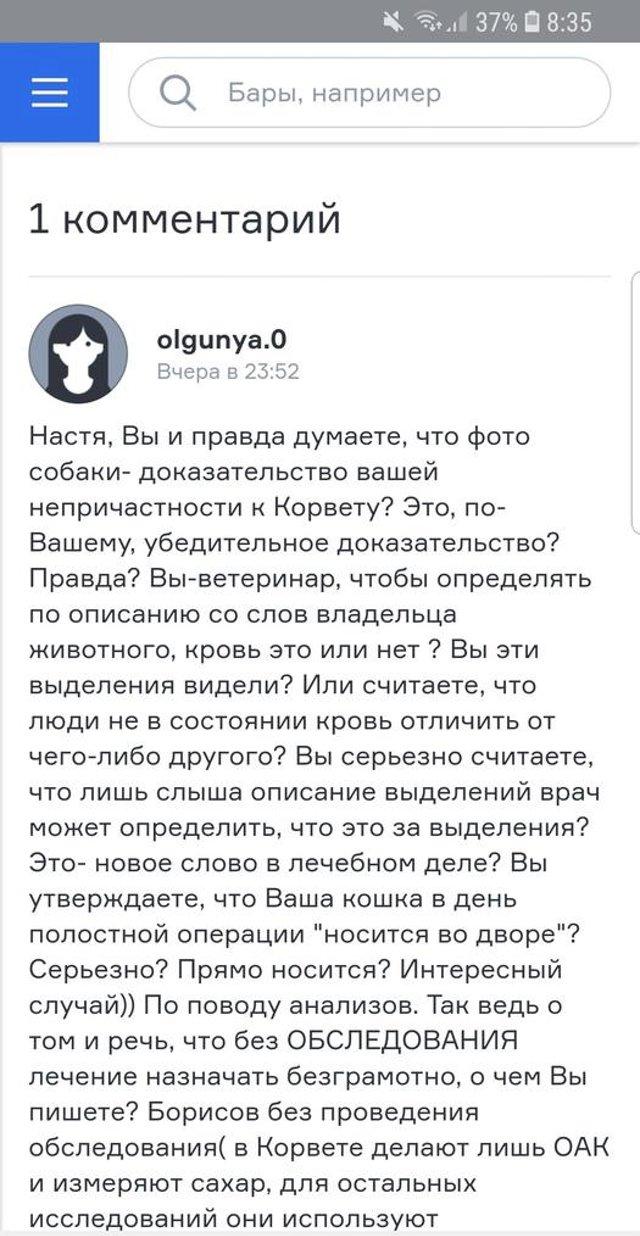 37% 8:35
Бары, например
1 комментарий
olgunya.0
Вчера в 23:52
Настя, Вы и правда думаете, что фото
собаки- доказательство вашей
непричастности к Корвету? Это, по-
Вашему, убедительное доказательство?
Правда? Вы-ветеринар, чтобы определять
по описанию со слов владельца
животного, кровь это или нет ? Вы эти
выделения видели? Или считаете, что
люди не в состоянии кровь отличить от
чего-либо другого? Вы серьезно считаете,
что лишь слыша описание выделений врач
может определить, что это за выделения?
Это- новое слово в лечебном деле? Вы
утверждаете, что Ваша кошка в день
полостной операции "носится во дворе"?
Серьезно? Прямо носится? Интересный
случай)) По поводу анализов. Так ведь о
том и речь, что без ОБСЛЕДОВАНИЯ
лечение назначать безграмотно, о чем Вы
пишете? Борисов без проведения
обследования( в Корвете делают лишь ОАК
и измеряют сахар, для остальных
исследований они используют